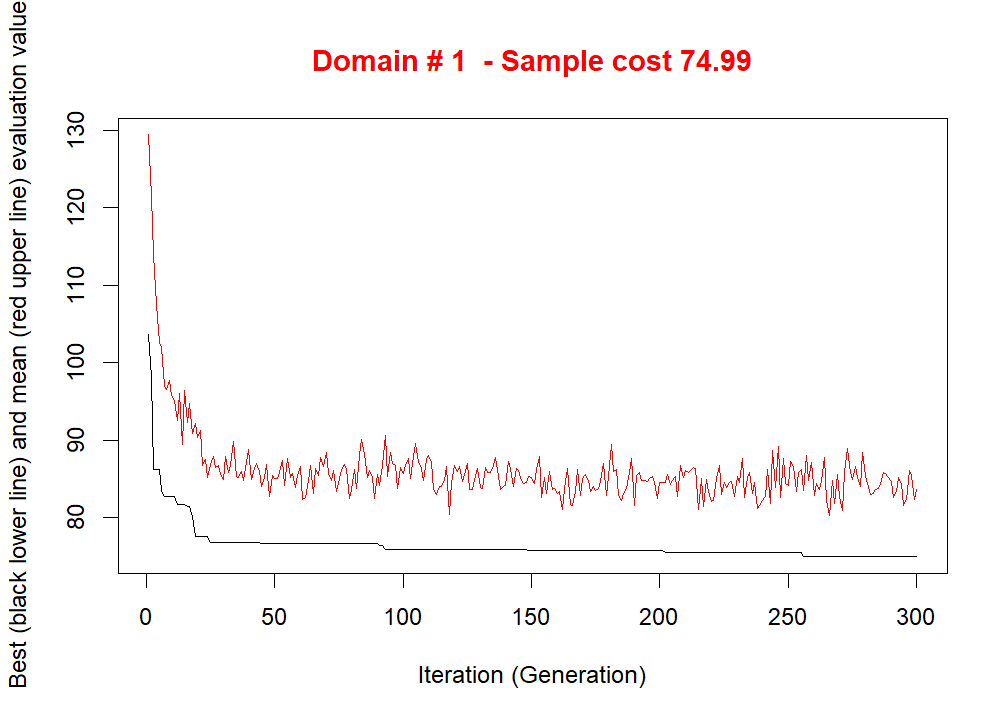 Domain # 1  - Sample cost 74.99
Best (black lower line) and mean (red upper line) evaluation value
130
120
110
100
90
80
0 50 100 150 200 250 300
Iteration (Generation)